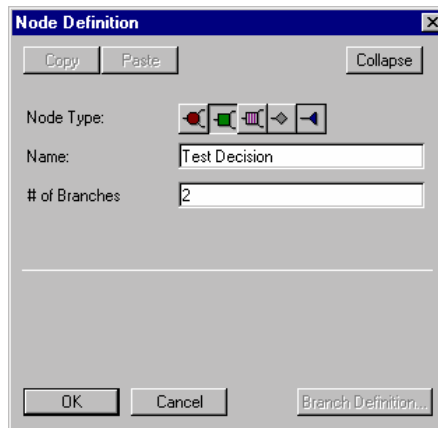 Node Definition
Copy Paste Collapse
Node Type:
Name: Test Decision
# of Branches 2
OK Cancel Branch Definition...